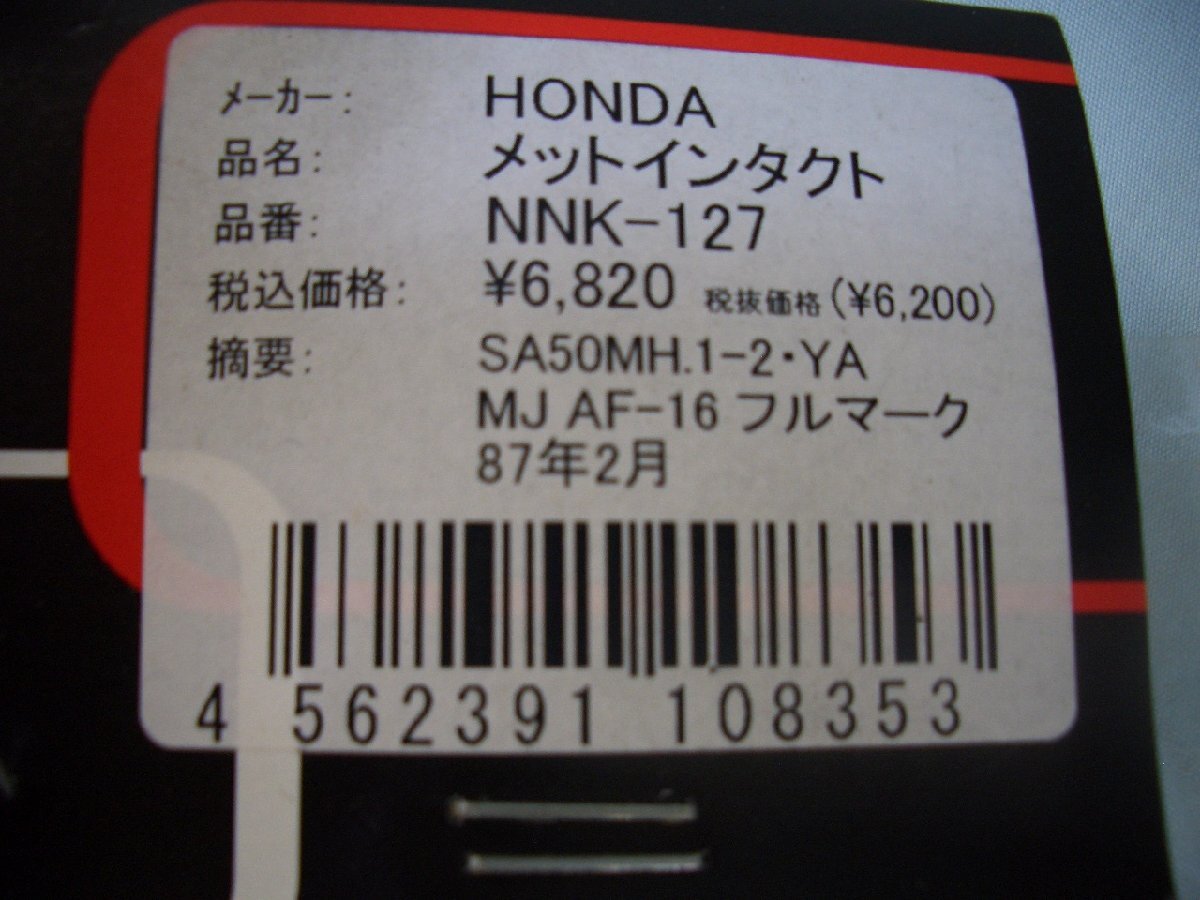 メーカー: HONDA
品名: メットインタクト
品番: NNK-127
税込価格: ¥6,820 税抜価格(¥6,200)
摘要: SA50MH.1-2・YA
MJ AF-16 フルマーク
87年2月
4 562391 108353